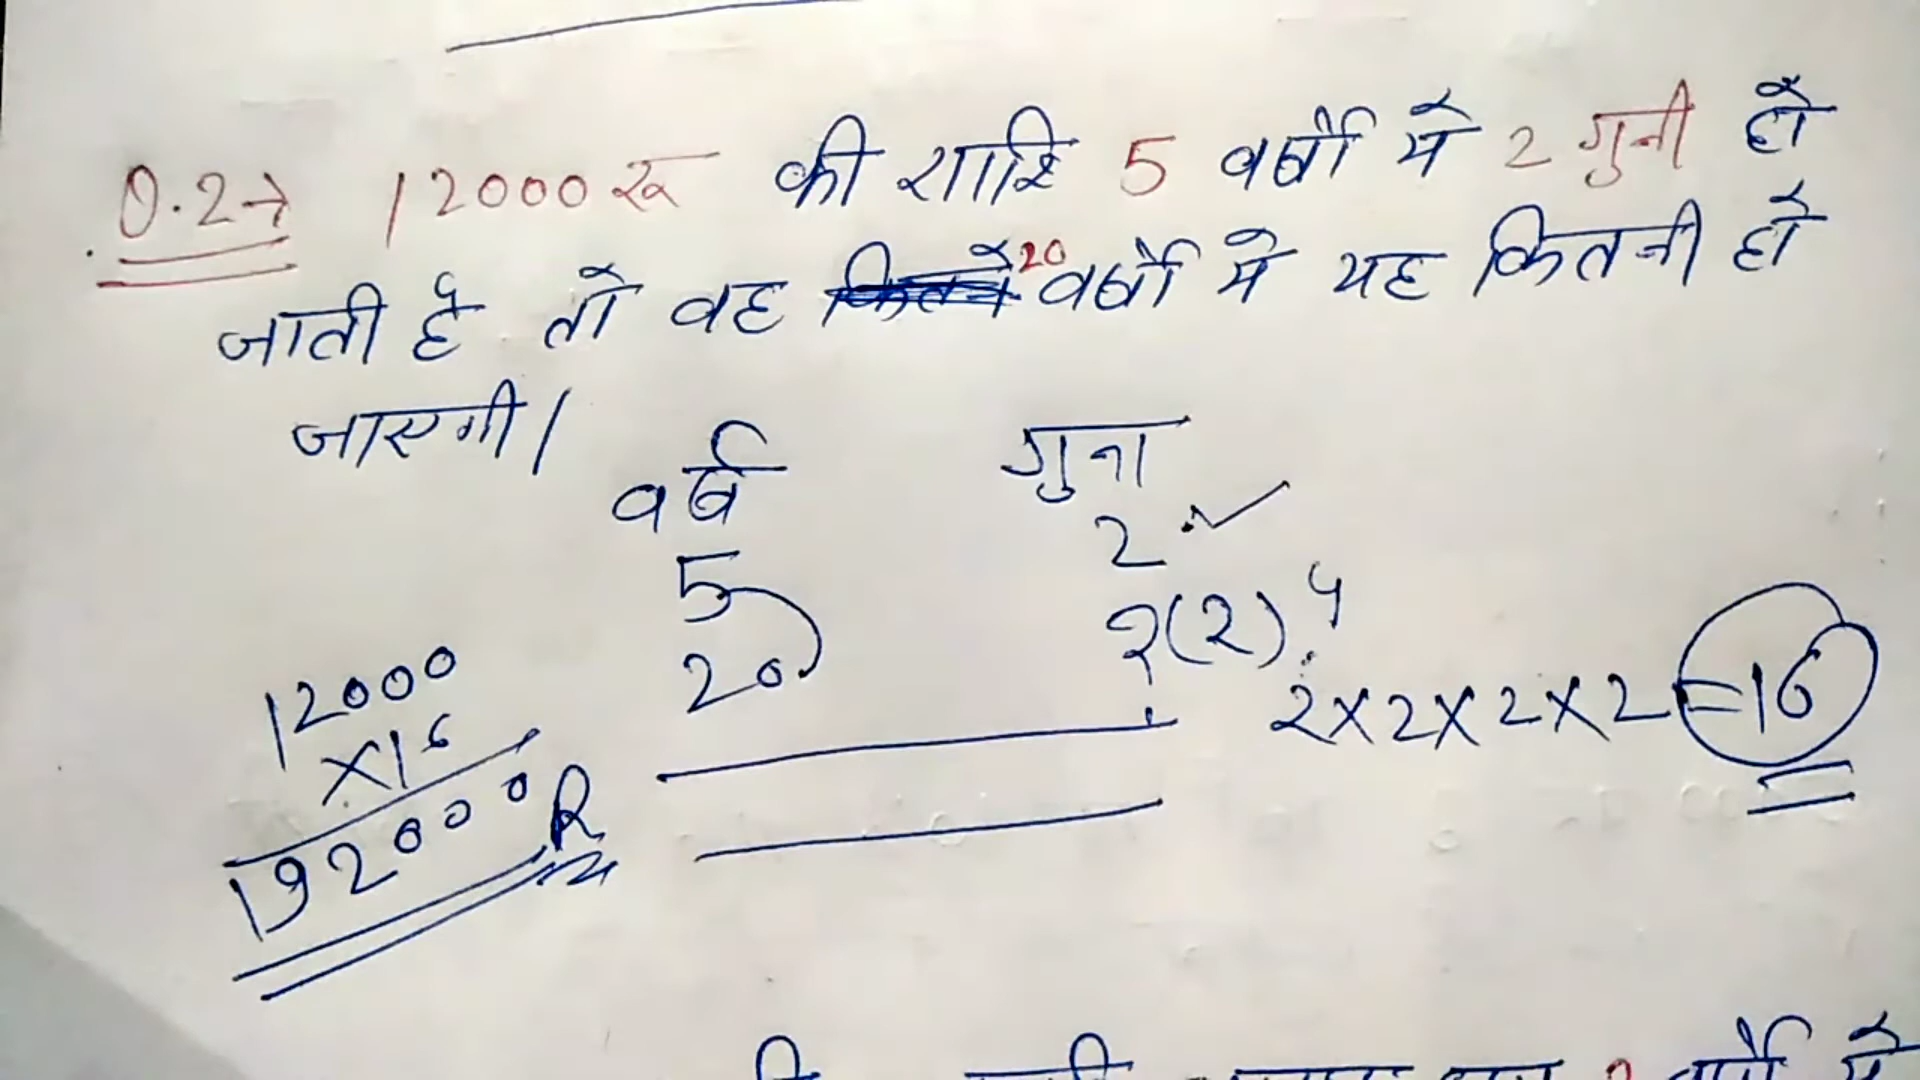 Q.2→ 12000 रू की राशि 5 वर्षों मे 2 गुनी हो
जाती है तो वह 20 वर्षों मे यह कितनी हो
जाएगी।
वर्ष गुना
5 2 ✓
20 2(2)⁴
2×2×2×2=16
12000
×16
192000 R